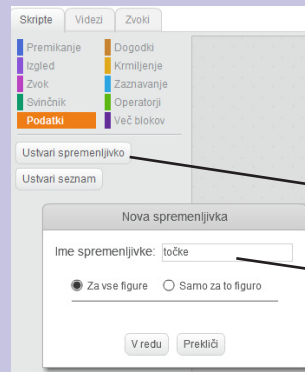 Skripte Videzi Zvoki
Premikanje Dogodki
Izgled Krmiljenje
Zvok Zaznavanje
Svinčnik Operatorji
Podatki Več blokov
Ustvari spremenljivko
Ustvari seznam
Nova spremenljivka
Ime spremenljivke: točke
Za vse figure Samo za to figuro
V redu Prekliči